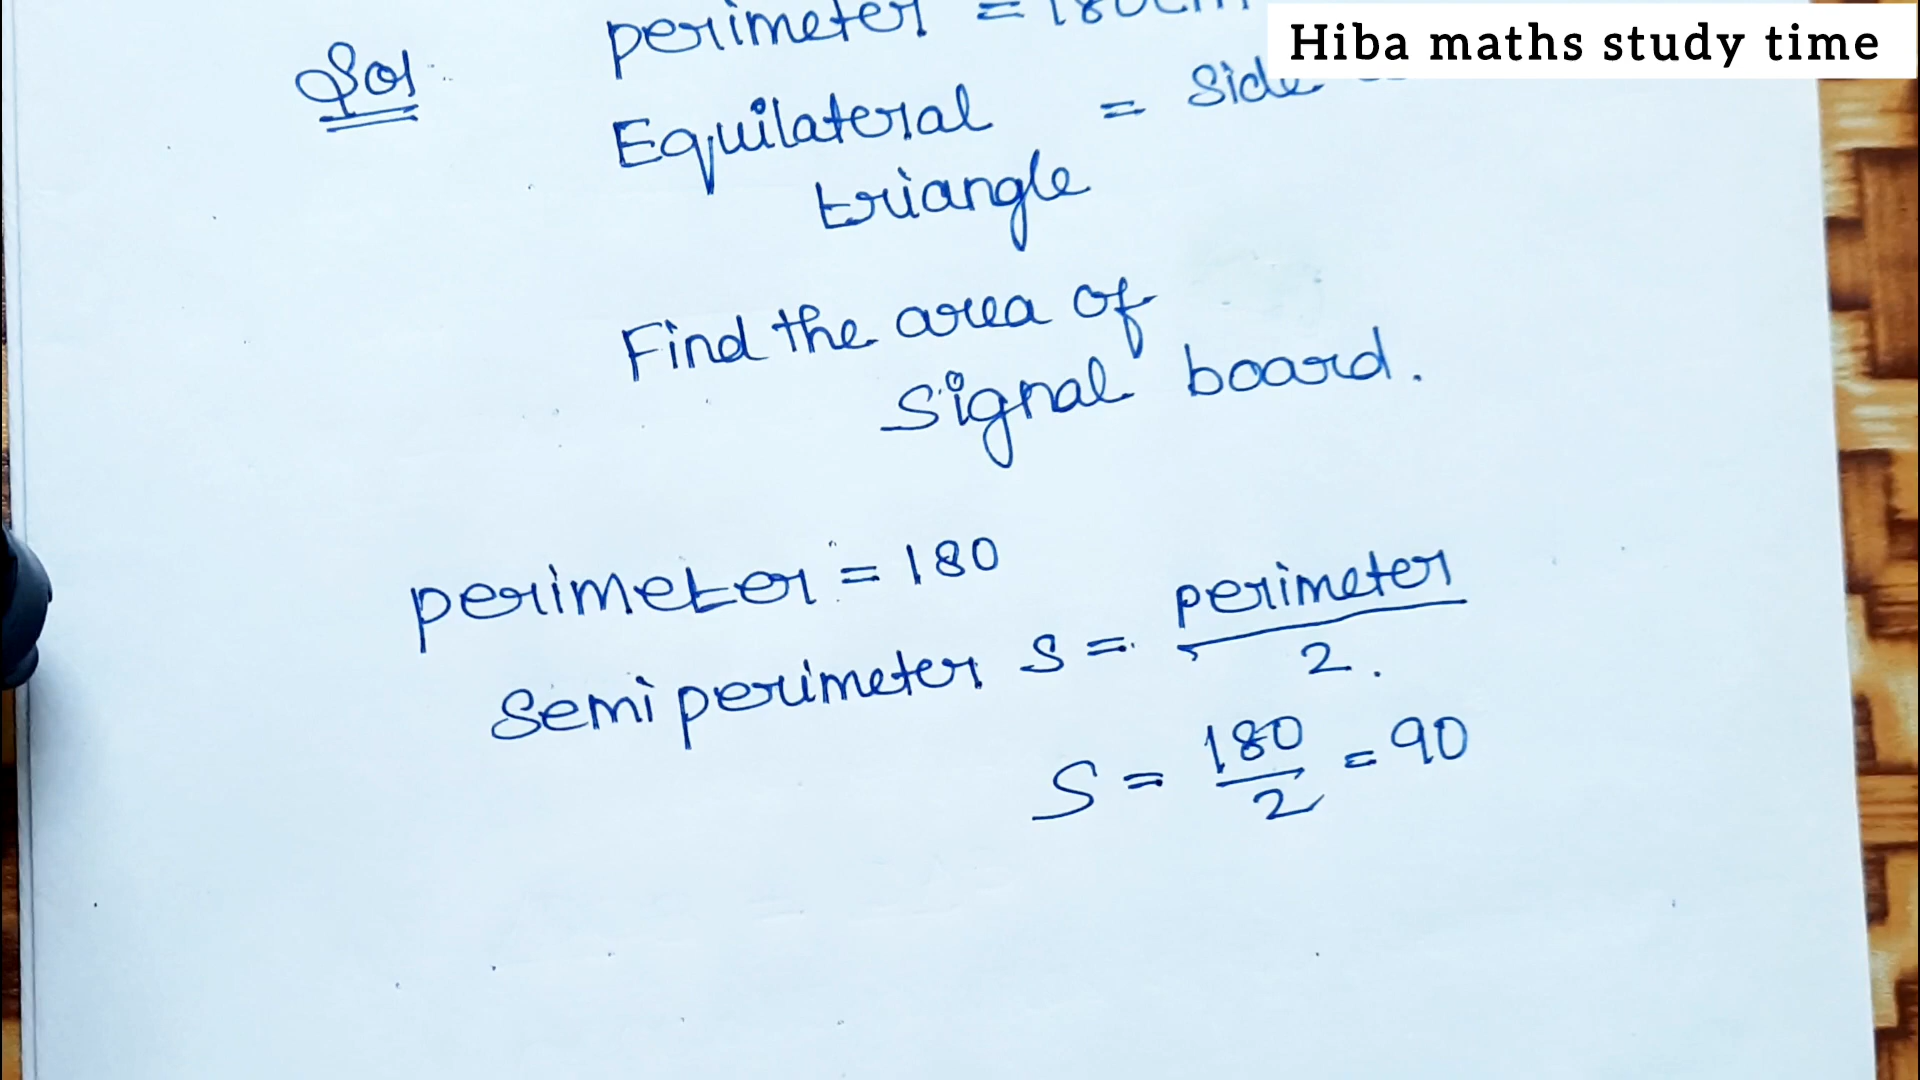 Hiba maths study time
Sol
perimeter = 180cm
Equilateral = side
triangle
Find the area of
signal board.
perimeter = 180
semi perimeter s = perimeter / 2.
S = 180 / 2 = 90